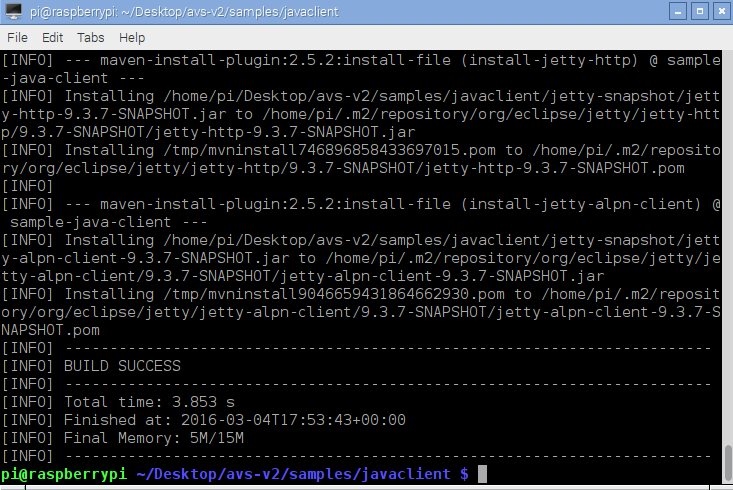 pi@raspberrypi: ~/Desktop/avs-v2/samples/javaclient
File Edit Tabs Help
[INFO] --- maven-install-plugin:2.5.2:install-file (install-jetty-http) @ sample
-java-client ---
[INFO] Installing /home/pi/Desktop/avs-v2/samples/javaclient/jetty-snapshot/jett
y-http-9.3.7-SNAPSHOT.jar to /home/pi/.m2/repository/org/eclipse/jetty/jetty-htt
p/9.3.7-SNAPSHOT/jetty-http-9.3.7-SNAPSHOT.jar
[INFO] Installing /tmp/mvninstall746896858433697015.pom to /home/pi/.m2/reposito
ry/org/eclipse/jetty/jetty-http/9.3.7-SNAPSHOT/jetty-http-9.3.7-SNAPSHOT.pom
[INFO]
[INFO] --- maven-install-plugin:2.5.2:install-file (install-jetty-alpn-client) @
 sample-java-client ---
[INFO] Installing /home/pi/Desktop/avs-v2/samples/javaclient/jetty-snapshot/jett
y-alpn-client-9.3.7-SNAPSHOT.jar to /home/pi/.m2/repository/org/eclipse/jetty/je
tty-alpn-client/9.3.7-SNAPSHOT/jetty-alpn-client-9.3.7-SNAPSHOT.jar
[INFO] Installing /tmp/mvninstall9046659431864662930.pom to /home/pi/.m2/reposit
ory/org/eclipse/jetty/jetty-alpn-client/9.3.7-SNAPSHOT/jetty-alpn-client-9.3.7-S
NAPSHOT.pom
[INFO] ------------------------------------------------------------------------
[INFO] BUILD SUCCESS
[INFO] ------------------------------------------------------------------------
[INFO] Total time: 3.853 s
[INFO] Finished at: 2016-03-04T17:53:43+00:00
[INFO] Final Memory: 5M/15M
[INFO] ------------------------------------------------------------------------
pi@raspberrypi ~/Desktop/avs-v2/samples/javaclient $